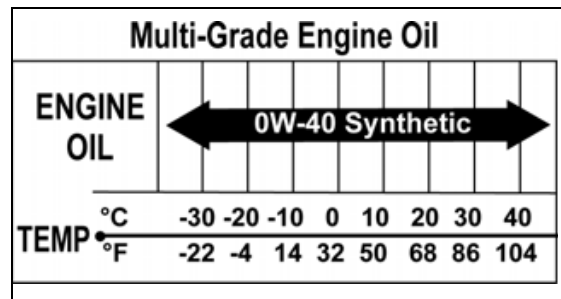 Multi-Grade Engine Oil
ENGINE
OIL
0W-40 Synthetic
TEMP
°C -30 -20 -10 0 10 20 30 40
°F -22 -4 14 32 50 68 86 104